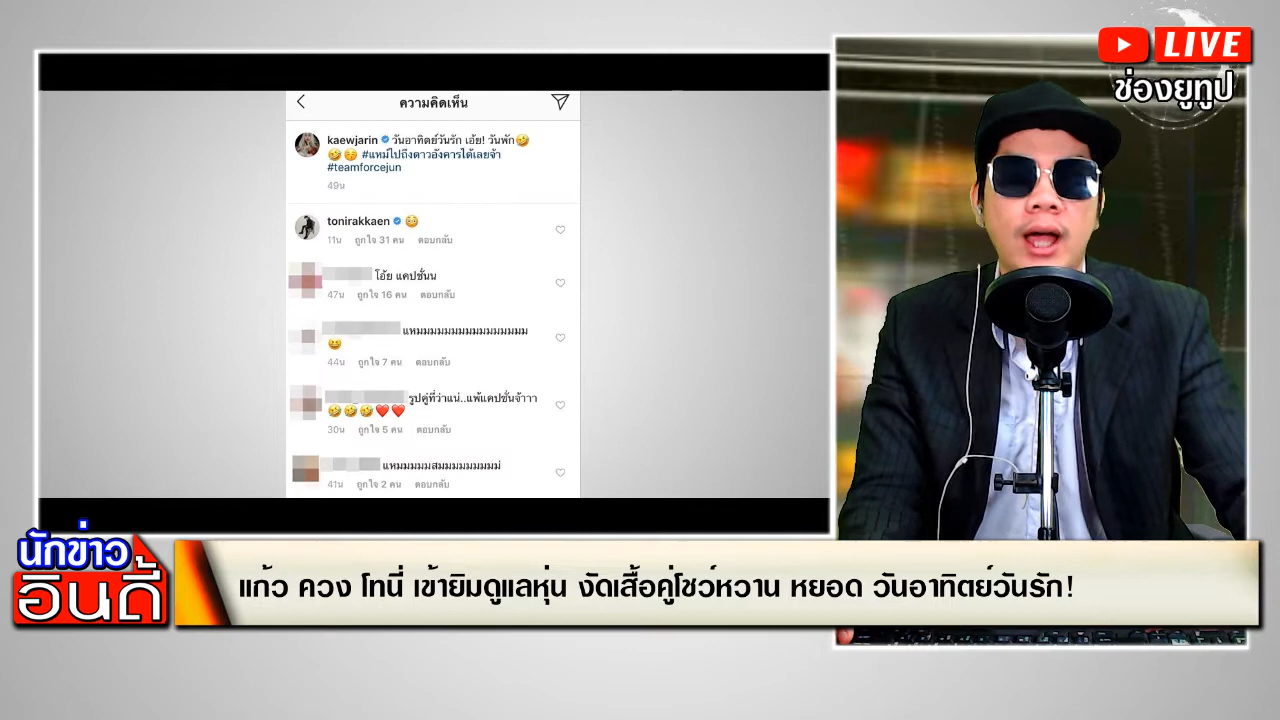 LIVE
ช่องยูทูป
ความคิดเห็น
kaewjarin วันอาทิตย์วันรัก เอ้ย! วันพัก🤣
🤣😚 #แหม่ไปถึงดาวอังคารได้เลยจ้า
#teamforcejun
49น
tonirakkaen 😳
11น ถูกใจ 31 คน ตอบกลับ
โอ้ย แคปชั่นน
47น ถูกใจ 16 คน ตอบกลับ
แหมมมมมมมมมมมมมมม
😆
44น ถูกใจ 7 คน ตอบกลับ
รูปคู่ที่ว่าแน่..แพ้แคปชั่นจ้าาา
🤣🤣🤣❤️❤️
30น ถูกใจ 5 คน ตอบกลับ
แหมมมมมสมมมมมมมมม่
41น ถูกใจ 2 คน ตอบกลับ
นักข่าว
อินดี้
แก้ว ควง โทนี่ เข้ายิมดูแลหุ่น งัดเสื้อคู่โชว์หวาน หยอด วันอาทิตย์วันรัก!